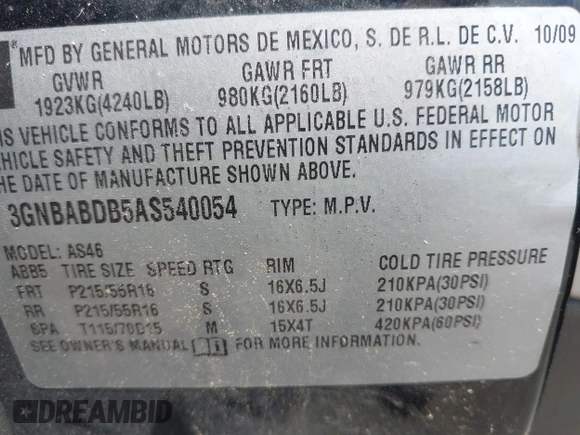 MFD BY GENERAL MOTORS DE MEXICO, S. DE R.L. DE C.V. 10/09
GVWR GAWR FRT GAWR RR
1923KG(4240LB) 980KG(2160LB) 979KG(2158LB)
IS VEHICLE CONFORMS TO ALL APPLICABLE U.S. FEDERAL MOTOR
EHICLE SAFETY AND THEFT PREVENTION STANDARDS IN EFFECT ON
THE DATE OF MANUFACTURE SHOWN ABOVE.
3GNBABDB5AS540054 TYPE: M.P.V.
MODEL: AS46
ABB5 TIRE SIZE SPEED RTG RIM COLD TIRE PRESSURE
FRT P215/55R16 S 16X6.5J 210KPA(30PSI)
RR P215/55R16 S 16X6.5J 210KPA(30PSI)
SPA T115/70D15 M 15X4T 420KPA(60PSI)
SEE OWNER'S MANUAL FOR MORE INFORMATION.
DREAMBID